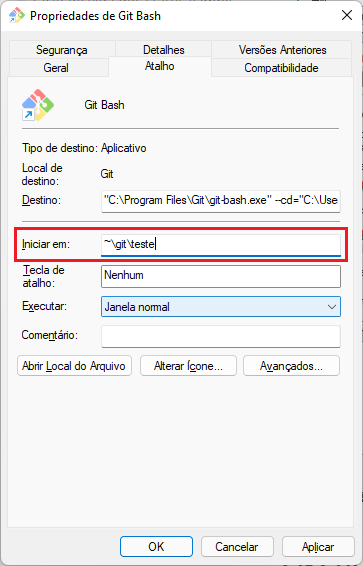 Propriedades de Git Bash
Segurança Detalhes Versões Anteriores
Geral Atalho Compatibilidade
Git Bash
Tipo de destino: Aplicativo
Local de destino: Git
Destino: "C:\Program Files\Git\git-bash.exe" --cd="C:\Use
Iniciar em: ~\git\teste
Tecla de atalho: Nenhum
Executar: Janela normal
Comentário:
Abrir Local do Arquivo Alterar Ícone... Avançados...
OK Cancelar Aplicar